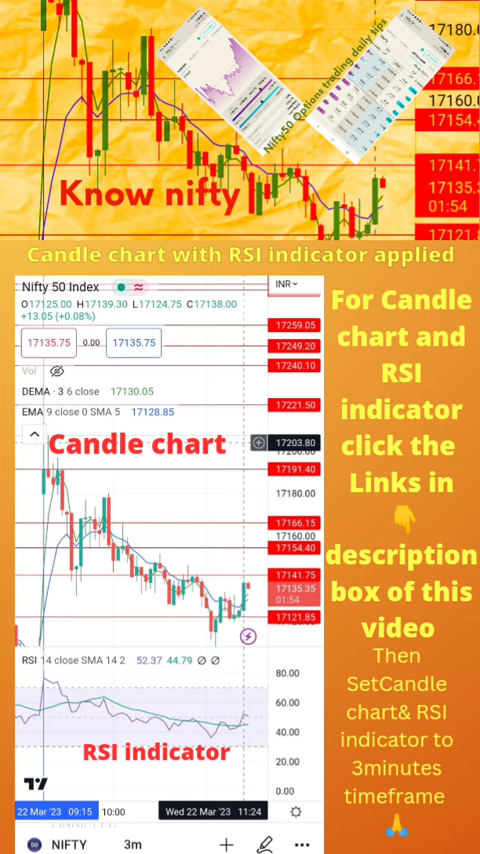 17180.0
17166.1
17160.0
17154.4
17141.7
17135.3
01:54
17121.8
Nifty50 Options trading daily tips
Know nifty
Candle chart with RSI indicator applied
Nifty 50 Index
INR
O17125.00 H17139.30 L17124.75 C17138.00
+13.05 (+0.08%)
17135.75 0.00 17135.75
Vol
DEMA · 3 6 close 17130.05
EMA 9 close 0 SMA 5 17128.85
Candle chart
17259.05
17249.20
17240.10
17221.50
17203.80
17200.00
17191.40
17180.00
17166.15
17160.00
17154.40
17141.75
17135.35
01:54
17121.85
RSI 14 close SMA 14 2 52.37 44.79 Ø Ø
80.00
60.00
40.00
20.00
0.00
RSI indicator
22 Mar '23 09:15 10:00 Wed 22 Mar '23 11:24
50 NIFTY 3m
For Candle
chart and
RSI
indicator
click the
Links in
👇
description
box of this
video
Then
SetCandle
chart& RSI
indicator to
3minutes
timeframe
🙏